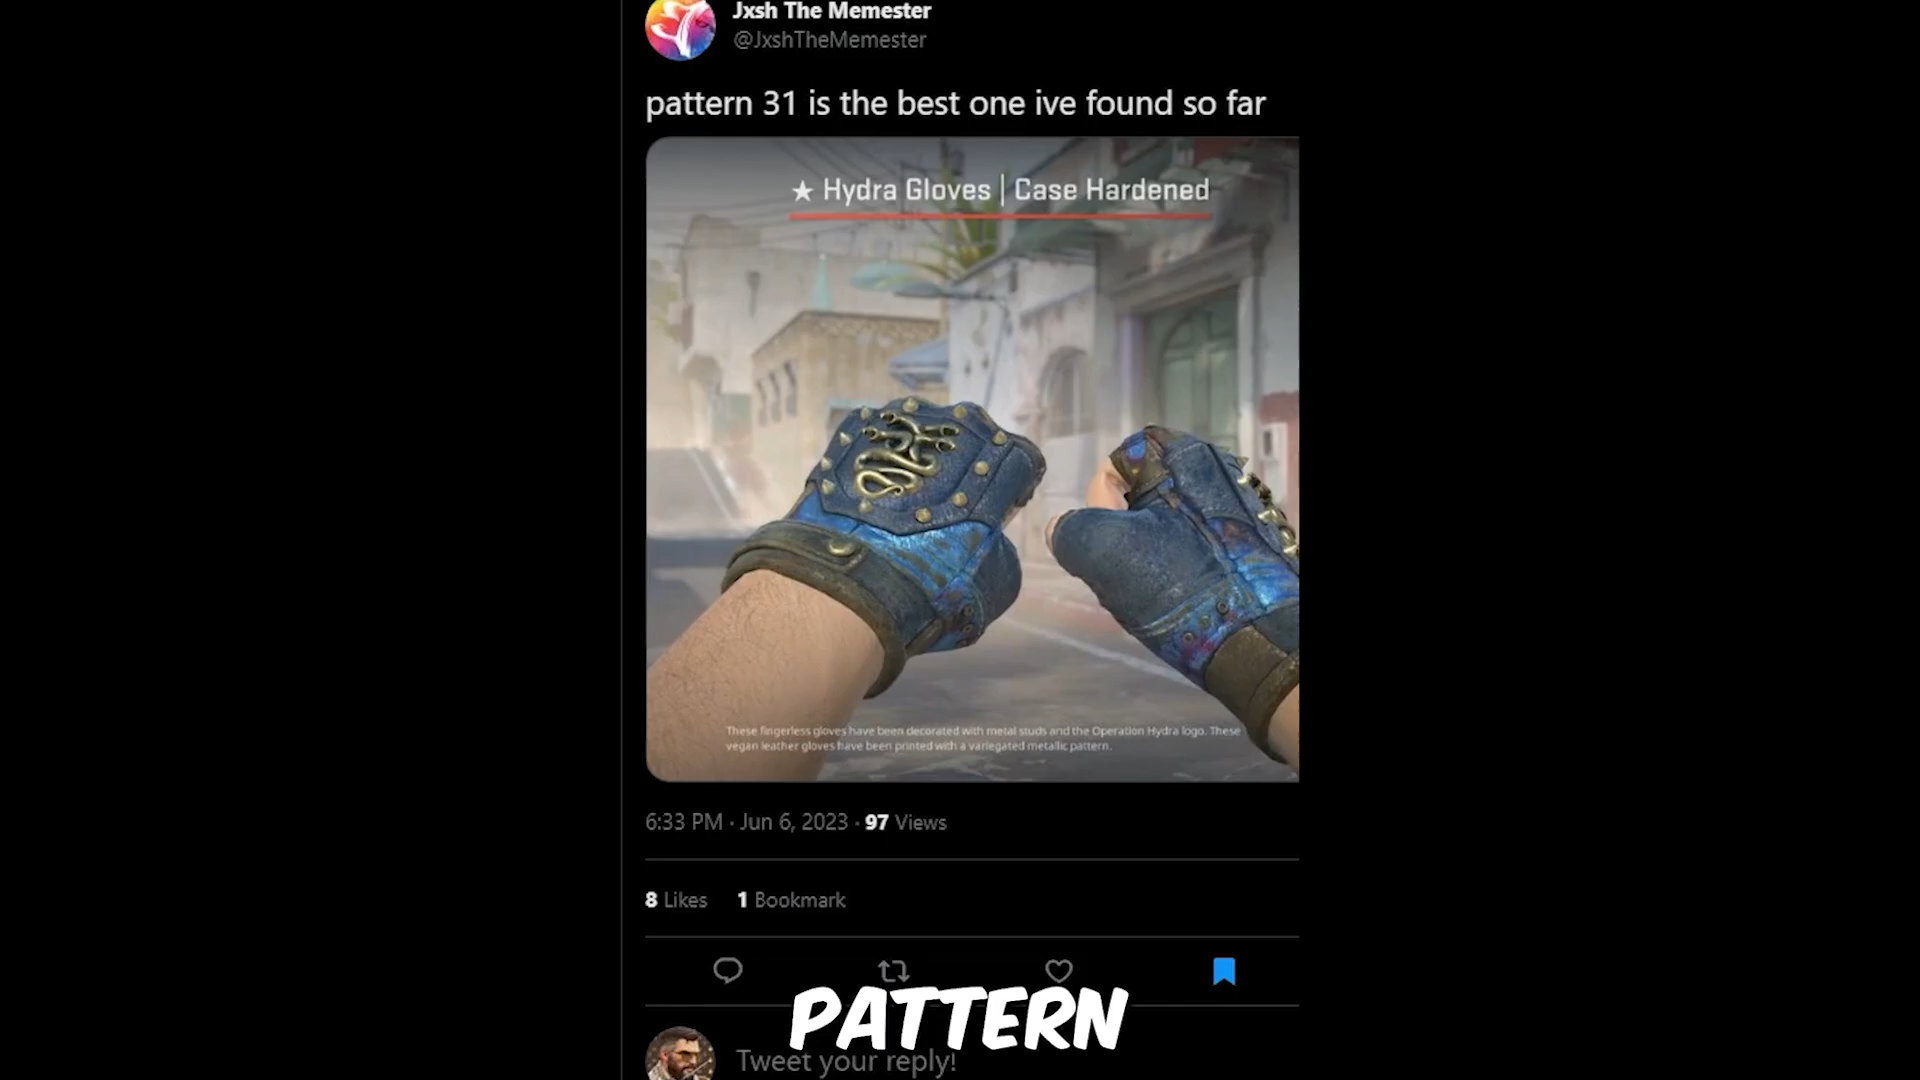 Jxsh The Memester
@JxshTheMemester
pattern 31 is the best one ive found so far
★ Hydra Gloves | Case Hardened
These fingerless gloves have been decorated with metal studs and the Operation Hydra logo. These
vegan leather gloves have been printed with a variegated metallic pattern.
6:33 PM · Jun 6, 2023 · 97 Views
8 Likes 1 Bookmark
PATTERN
Tweet your reply!